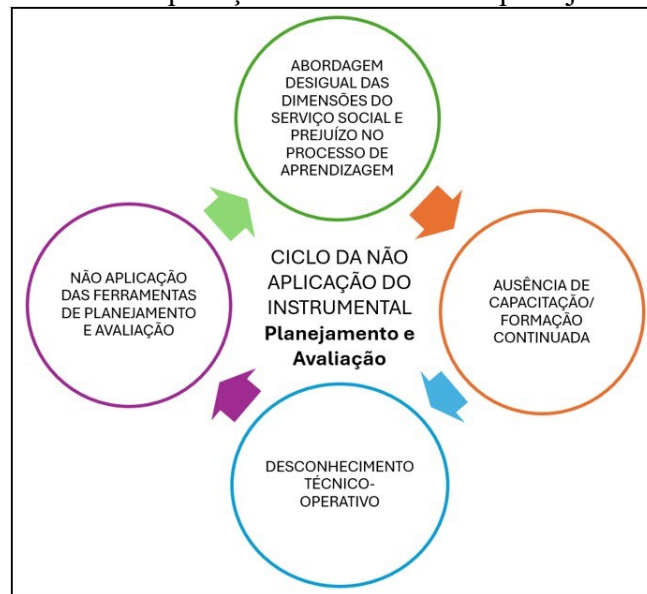 ABORDAGEM
DESIGUAL DAS
DIMENSÕES DO
SERVIÇO SOCIAL E
PREJUÍZO NO
PROCESSO DE
APRENDIZAGEM
CICLO DA NÃO
APLICAÇÃO DO
INSTRUMENTAL
Planejamento e
Avaliação
AUSÊNCIA DE
CAPACITAÇÃO/
FORMAÇÃO
CONTINUADA
DESCONHECIMENTO
TÉCNICO-
OPERATIVO
NÃO APLICAÇÃO
DAS FERRAMENTAS
DE PLANEJAMENTO
E AVALIAÇÃO